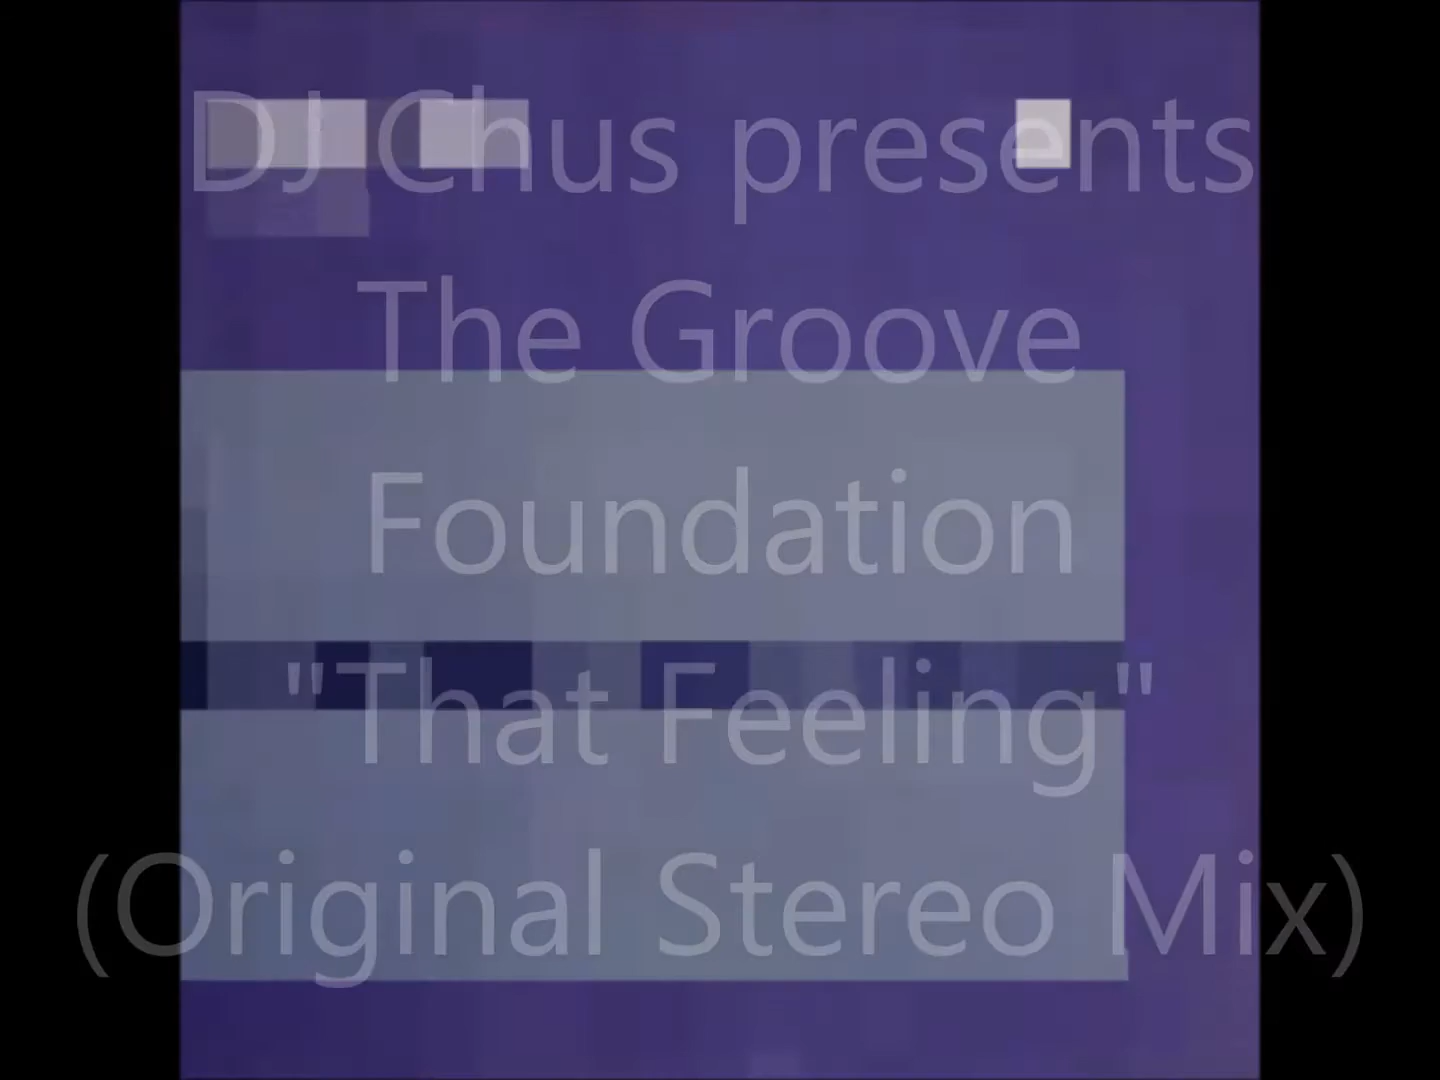 DJ Chus presents
The Groove
Foundation
"That Feeling"
(Original Stereo Mix)